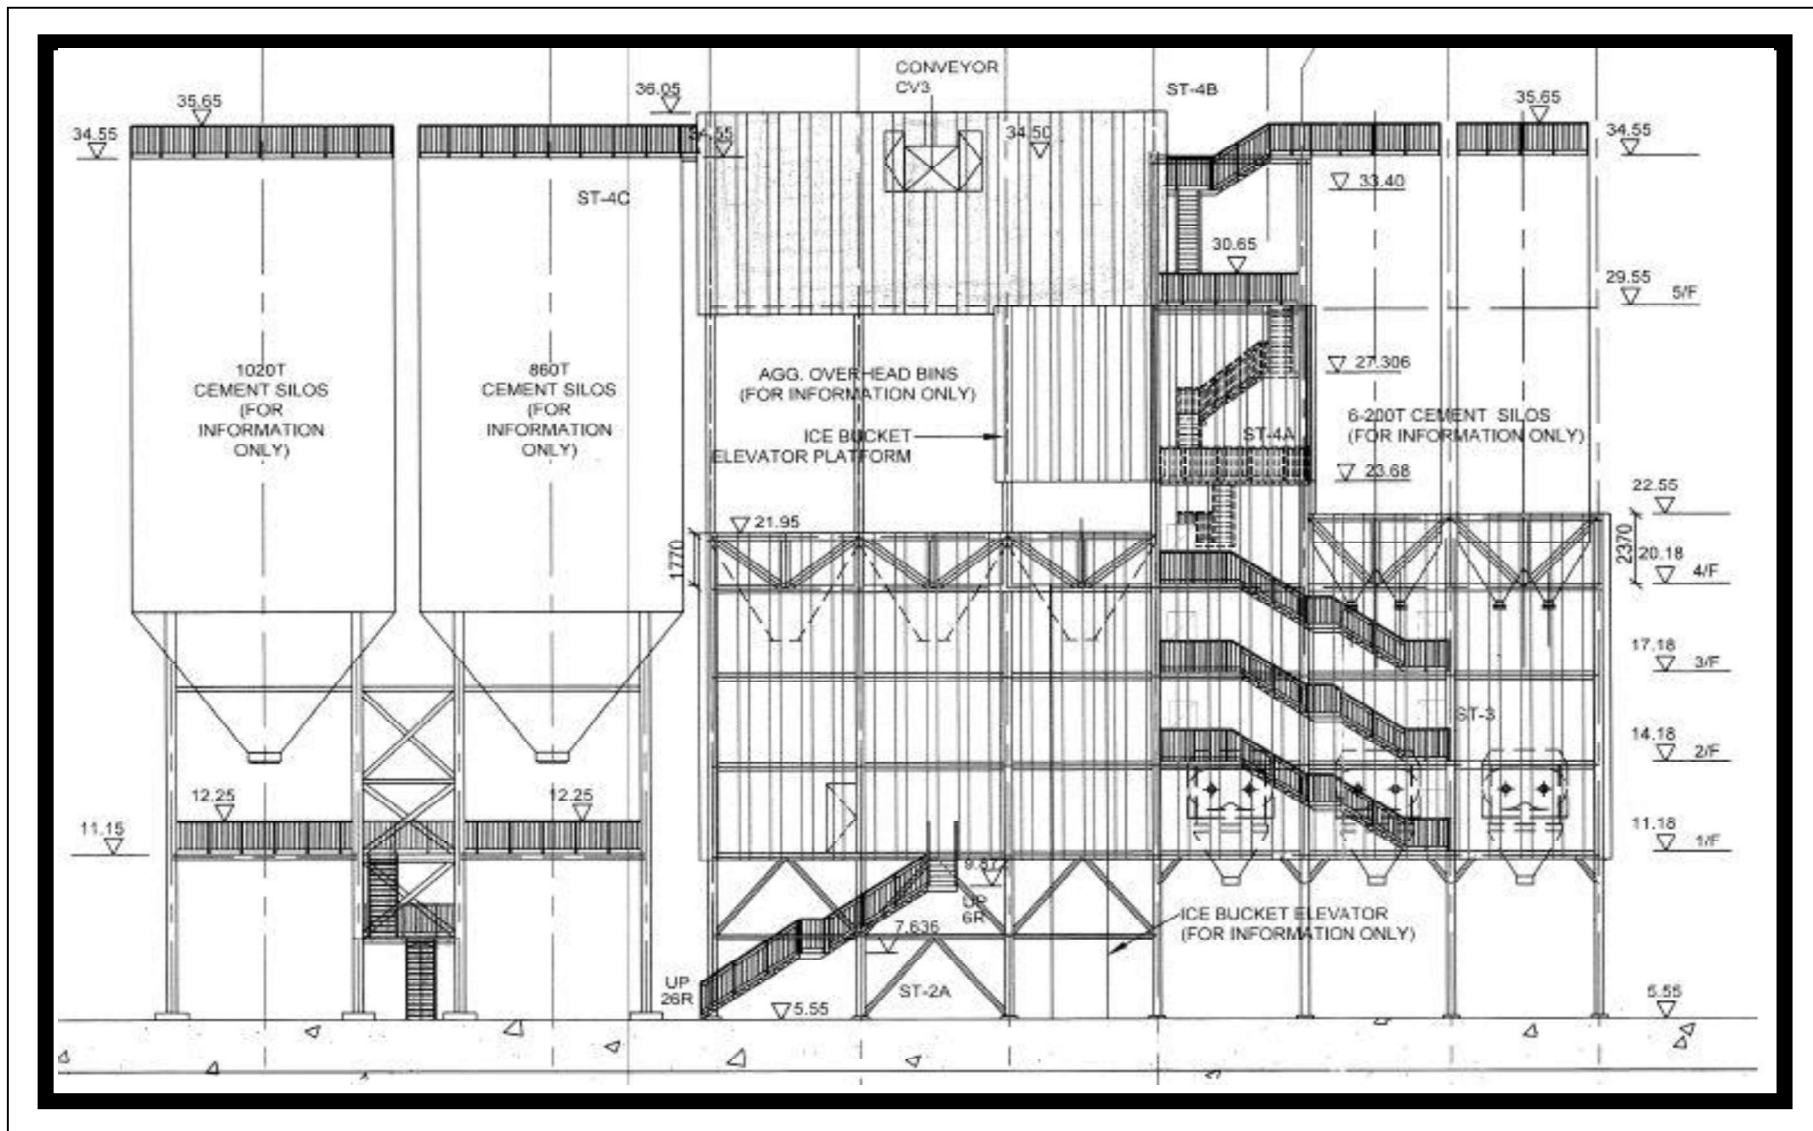 CONVEYOR
CV3
ST-4B
35.65
36.05
35.65
34.55
34.55
34.50
34.55
33.40
ST-4C
30.65
29.55
5/F
27.306
1020T
CEMENT SILOS
(FOR
INFORMATION
ONLY)
860T
CEMENT SILOS
(FOR
INFORMATION
ONLY)
AGG. OVERHEAD BINS
(FOR INFORMATION ONLY)
ICE BUCKET
ELEVATOR PLATFORM
ST-4A
6-200T CEMENT SILOS
(FOR INFORMATION ONLY)
23.68
22.55
21.95
1770
2370
20.18
4/F
17.18
3/F
ST-3
14.18
2/F
12.25
12.25
11.15
11.18
1/F
9.87
UP
6R
7.636
ICE BUCKET ELEVATOR
(FOR INFORMATION ONLY)
UP
26R
ST-2A
5.55
5.55